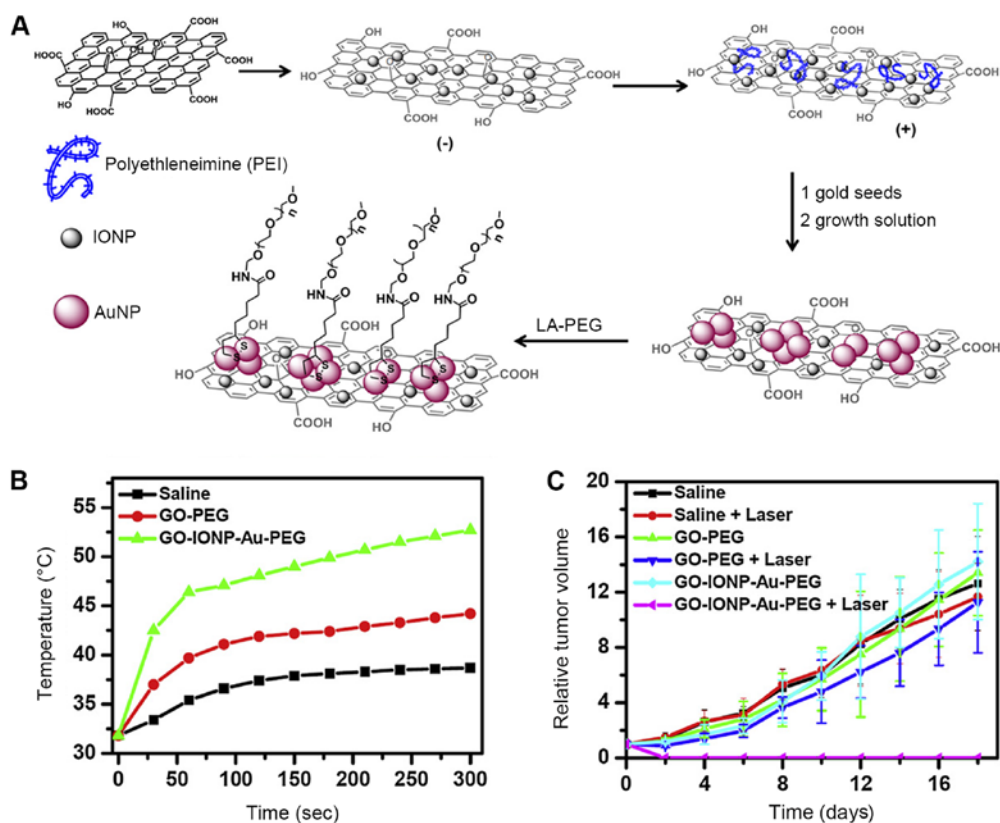 A
HO
COOH
O
OH
O
HOOC
COOH
HO
HOOC
COOH
OH
COOH
HO
COOH
COOH
HO
(-)
OH
COOH
HO
COOH
COOH
HO
(+)
Polyethleneimine (PEI)
IONP
AuNP
1 gold seeds
2 growth solution
LA-PEG
OH
COOH
HO
COOH
COOH
HO
n
O
O
O
HN
O
S
S
n
O
O
O
HN
O
S
S
n
O
O
O
HN
O
S
S
n
O
O
O
HN
O
S
S
OH
COOH
HO
COOH
COOH
HO
B
Saline
GO-PEG
GO-IONP-Au-PEG
Temperature (°C)
55
50
45
40
35
30
0 50 100 150 200 250 300
Time (sec)
C
Saline
Saline + Laser
GO-PEG
GO-PEG + Laser
GO-IONP-Au-PEG
GO-IONP-Au-PEG + Laser
Relative tumor volume
20
16
12
8
4
0
0 4 8 12 16
Time (days)